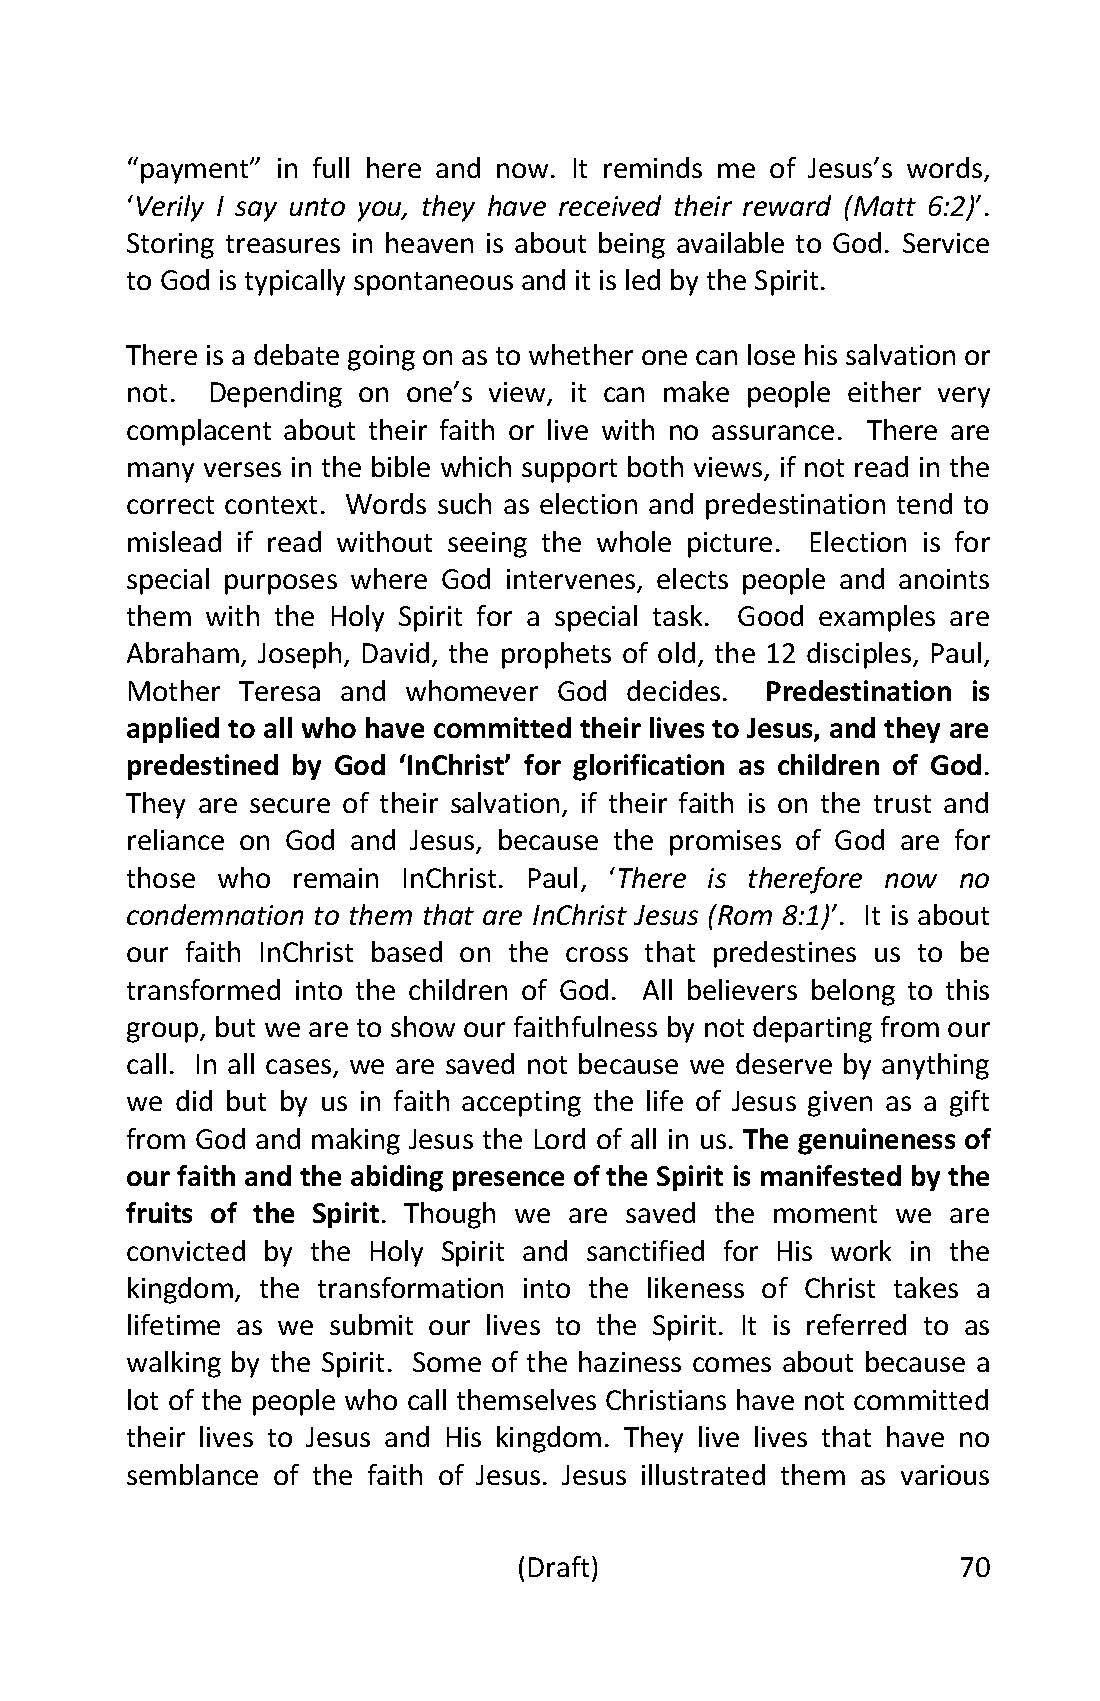 “payment” in full here and now. It reminds me of Jesus’s words,
‘Verily I say unto you, they have received their reward (Matt 6:2)’.
Storing treasures in heaven is about being available to God. Service
to God is typically spontaneous and it is led by the Spirit.
There is a debate going on as to whether one can lose his salvation or
not.  Depending on one’s view, it can make people either very
complacent about their faith or live with no assurance.  There are
many verses in the bible which support both views, if not read in the
correct context.  Words such as election and predestination tend to
mislead if read without seeing the whole picture.  Election is for
special purposes where God intervenes, elects people and anoints
them with the Holy Spirit for a special task.  Good examples are
Abraham, Joseph, David, the prophets of old, the 12 disciples, Paul,
Mother Teresa and whomever God decides.  Predestination is
applied to all who have committed their lives to Jesus, and they are
predestined by God ‘InChrist’ for glorification as children of God.
They are secure of their salvation, if their faith is on the trust and
reliance on God and Jesus, because the promises of God are for
those who remain InChrist. Paul, ‘There is therefore now no
condemnation to them that are InChrist Jesus (Rom 8:1)’.  It is about
our faith InChrist based on the cross that predestines us to be
transformed into the children of God.  All believers belong to this
group, but we are to show our faithfulness by not departing from our
call.  In all cases, we are saved not because we deserve by anything
we did but by us in faith accepting the life of Jesus given as a gift
from God and making Jesus the Lord of all in us. The genuineness of
our faith and the abiding presence of the Spirit is manifested by the
fruits of the Spirit. Though we are saved the moment we are
convicted by the Holy Spirit and sanctified for His work in the
kingdom, the transformation into the likeness of Christ takes a
lifetime as we submit our lives to the Spirit. It is referred to as
walking by the Spirit.  Some of the haziness comes about because a
lot of the people who call themselves Christians have not committed
their lives to Jesus and His kingdom. They live lives that have no
semblance of the faith of Jesus. Jesus illustrated them as various
(Draft) 70